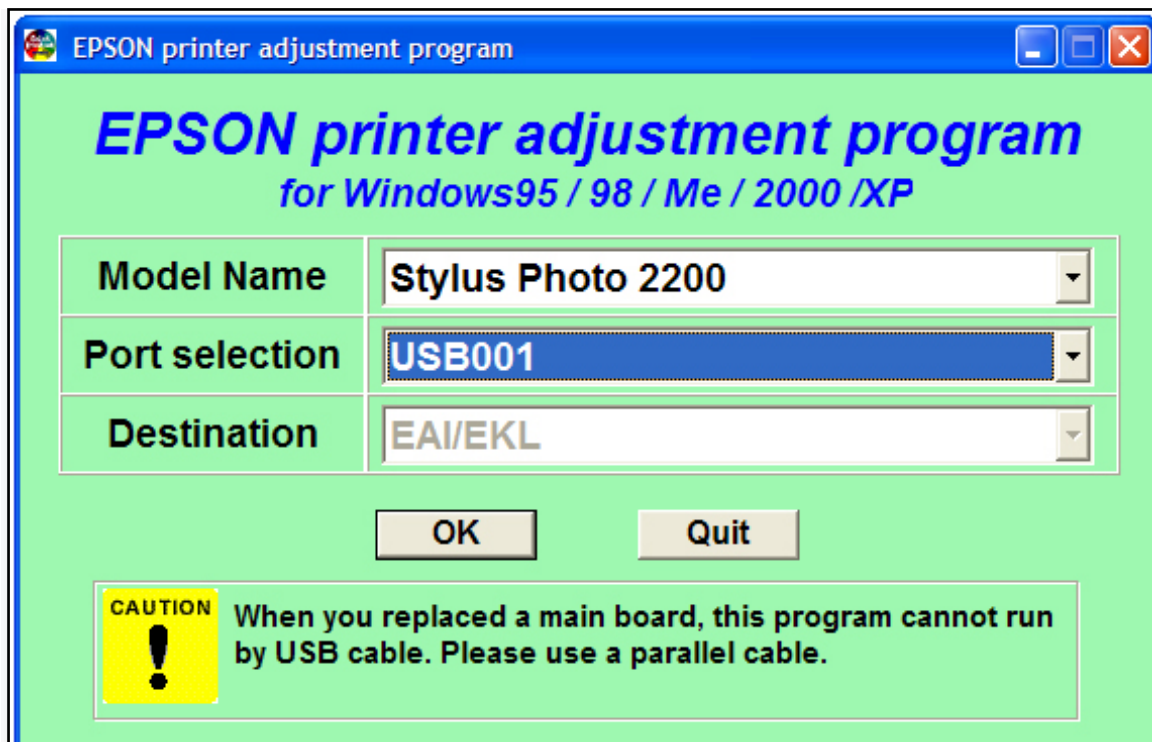 EPSON printer adjustment program
EPSON printer adjustment program
for Windows95 / 98 / Me / 2000 /XP
Model Name
Stylus Photo 2200
Port selection
USB001
Destination
EAI/EKL
OK
Quit
CAUTION
!
When you replaced a main board, this program cannot run
by USB cable. Please use a parallel cable.